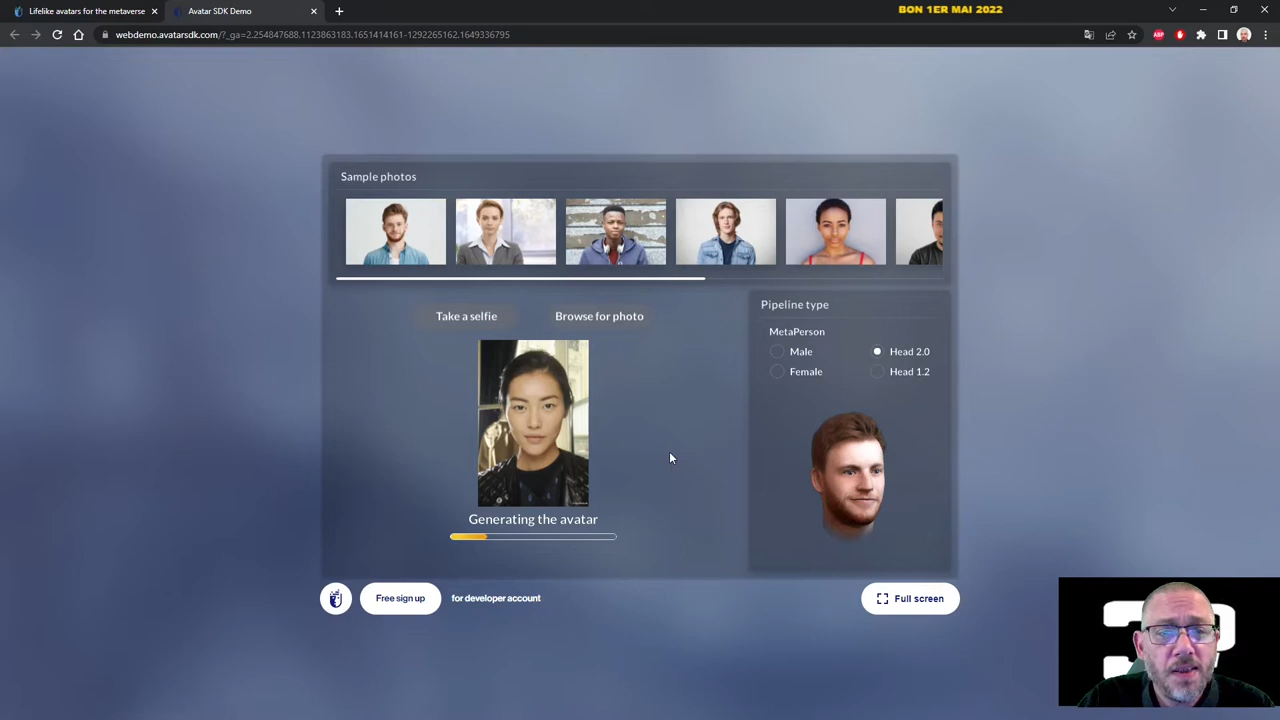 Lifelike avatars for the metaverse
Avatar SDK Demo
BON 1ER MAI 2022
webdemo.avatarsdk.com/?_ga=2.254847688.1123863183.1651414161-1292265162.1649336795
ABP
Sample photos
Take a selfie
Browse for photo
Pipeline type
MetaPerson
Male
Head 2.0
Female
Head 1.2
Generating the avatar
Free sign up
for developer account
Full screen